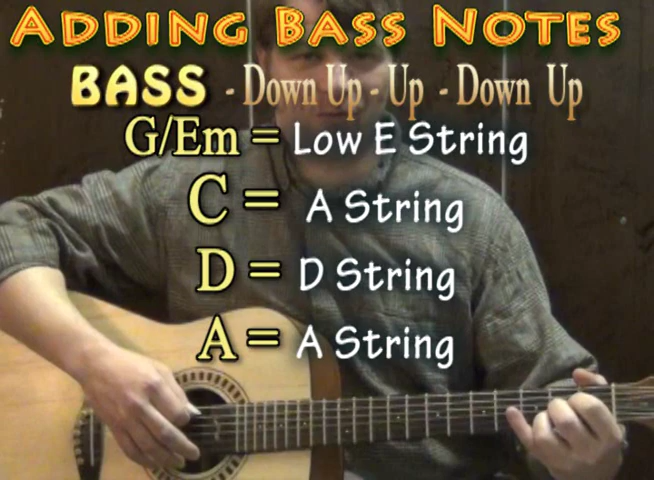 Adding Bass Notes
BASS - Down Up - Up - Down Up
G/Em = Low E String
C = A String
D = D String
A = A String